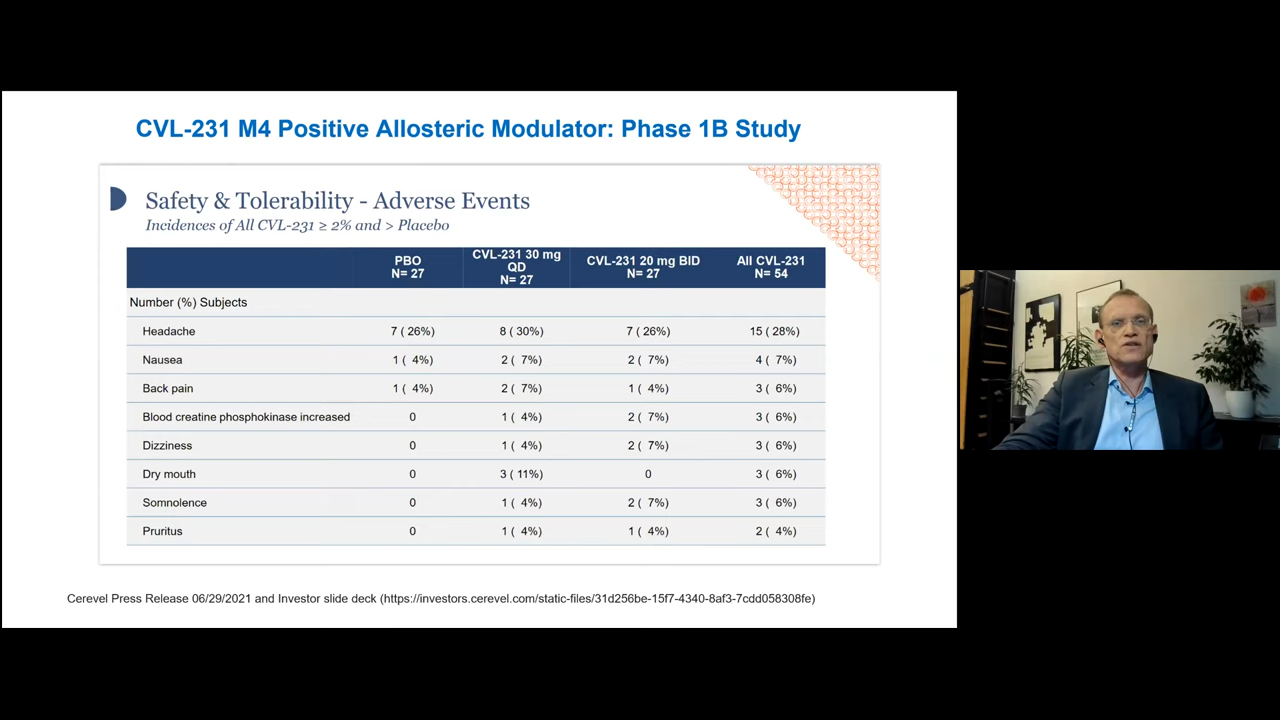 CVL-231 M4 Positive Allosteric Modulator: Phase 1B Study
Safety & Tolerability - Adverse Events
Incidences of All CVL-231 ≥ 2% and > Placebo
PBO N= 27 CVL-231 30 mg QD N= 27 CVL-231 20 mg BID N= 27 All CVL-231 N= 54
Number (%) Subjects
Headache 7 ( 26%) 8 ( 30%) 7 ( 26%) 15 ( 28%)
Nausea 1 ( 4%) 2 ( 7%) 2 ( 7%) 4 ( 7%)
Back pain 1 ( 4%) 2 ( 7%) 1 ( 4%) 3 ( 6%)
Blood creatine phosphokinase increased 0 1 ( 4%) 2 ( 7%) 3 ( 6%)
Dizziness 0 1 ( 4%) 2 ( 7%) 3 ( 6%)
Dry mouth 0 3 ( 11%) 0 3 ( 6%)
Somnolence 0 1 ( 4%) 2 ( 7%) 3 ( 6%)
Pruritus 0 1 ( 4%) 1 ( 4%) 2 ( 4%)
Cerevel Press Release 06/29/2021 and Investor slide deck (https://investors.cerevel.com/static-files/31d256be-15f7-4340-8af3-7cdd058308fe)